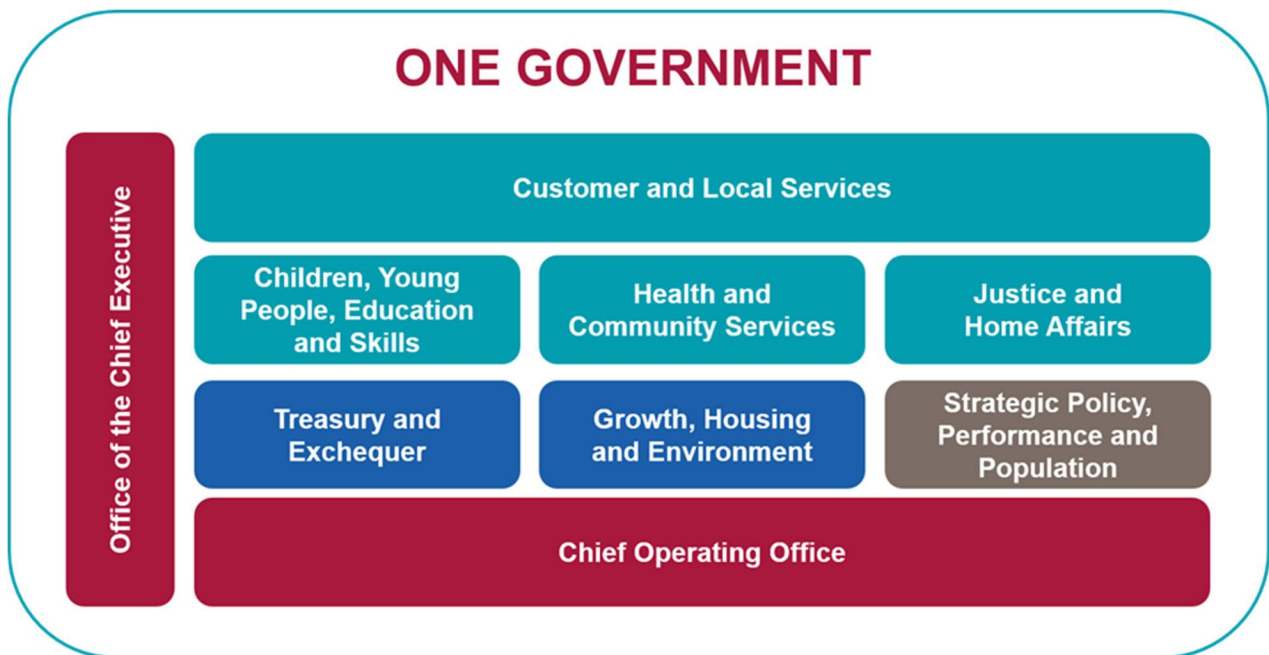 ONE GOVERNMENT
Office of the Chief Executive
Customer and Local Services
Children, Young
People, Education
and Skills
Health and
Community Services
Justice and
Home Affairs
Treasury and
Exchequer
Growth, Housing
and Environment
Strategic Policy,
Performance and
Population
Chief Operating Office